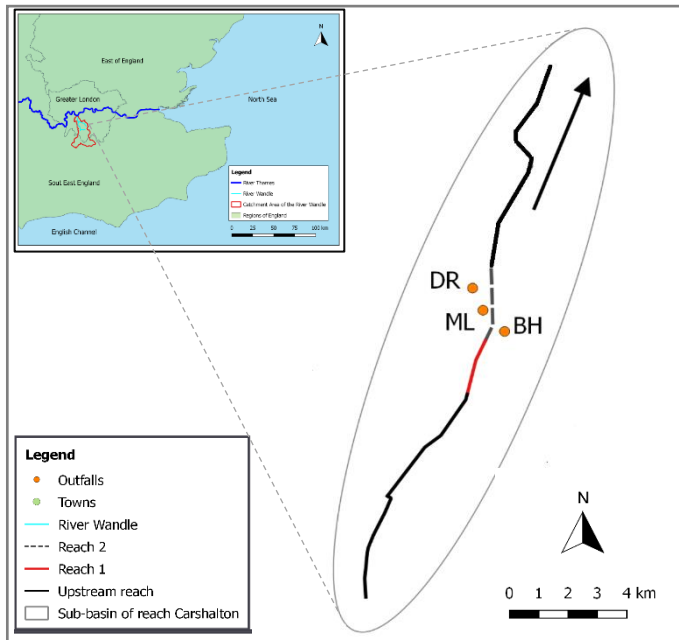 N
East of England
Greater London
North Sea
Sout East England
English Channel
Legend
River Thames
River Wandle
Catchment Area of the River Wandle
Regions of England
0 25 50 75 100 km
DR
ML
BH
Legend
Outfalls
Towns
River Wandle
Reach 2
Reach 1
Upstream reach
Sub-basin of reach Carshalton
N
0 1 2 3 4 km